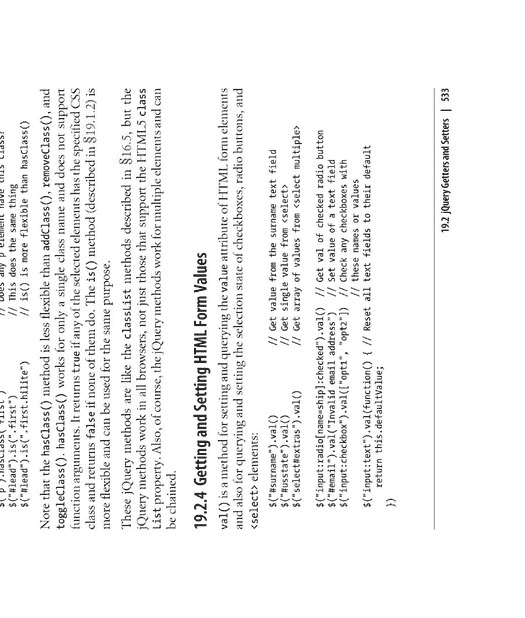 $("p").hasClass("first") // Does any p element have this class?
$("#lead").is(".first") // This does the same thing
$("#lead").is(".first.hilite") // is() is more flexible than hasClass()
Note that the hasClass() method is less flexible than addClass(), removeClass(), and
toggleClass(). hasClass() works for only a single class name and does not support
function arguments. It returns true if any of the selected elements has the specified CSS
class and returns false if none of them do. The is() method (described in §19.1.2) is
more flexible and can be used for the same purpose.
These jQuery methods are like the classList methods described in §16.5, but the
jQuery methods work in all browsers, not just those that support the HTML5 class
List property. Also, of course, the jQuery methods work for multiple elements and can
be chained.
19.2.4 Getting and Setting HTML Form Values
val() is a method for setting and querying the value attribute of HTML form elements
and also for querying and setting the selection state of checkboxes, radio buttons, and
<select> elements:
$("#surname").val() // Get value from the surname text field
$("#usstate").val() // Get single value from <select>
$("select#extras").val() // Get array of values from <select multiple>
$("input:radio[name=ship]:checked").val() // Get val of checked radio button
$("#email").val("Invalid email address") // Set value of a text field
$("input:checkbox").val(["opt1", "opt2"]) // Check any checkboxes with
// these names or values
$("input:text").val(function() { // Reset all text fields to their default
return this.defaultValue;
})
19.2 jQuery Getters and Setters | 533